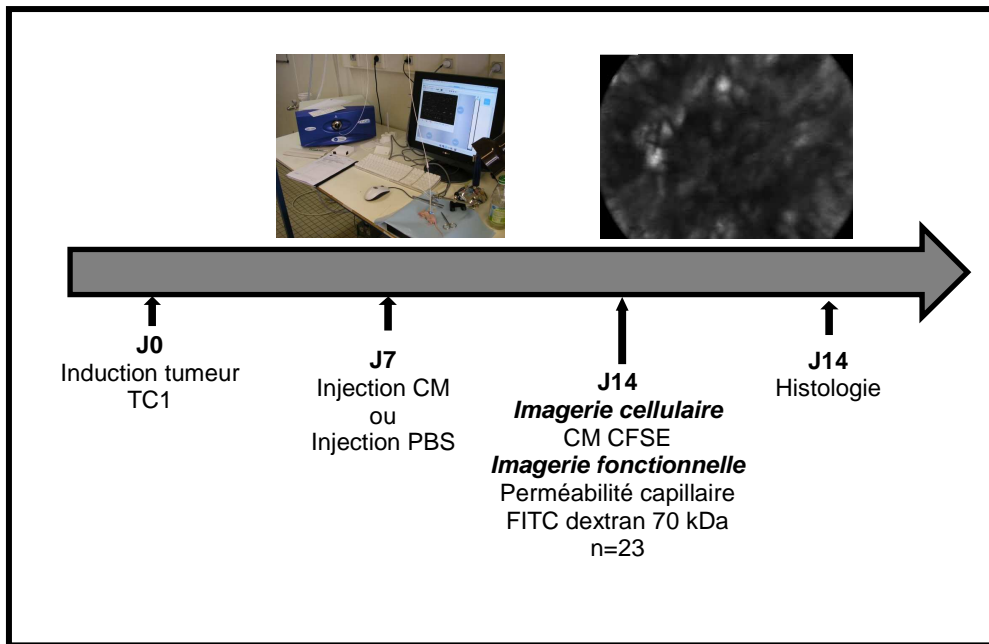 J0
Induction tumeur
TC1
J7
Injection CM
ou
Injection PBS
J14
Imagerie cellulaire
CM CFSE
Imagerie fonctionnelle
Perméabilité capillaire
FITC dextran 70 kDa
n=23
J14
Histologie